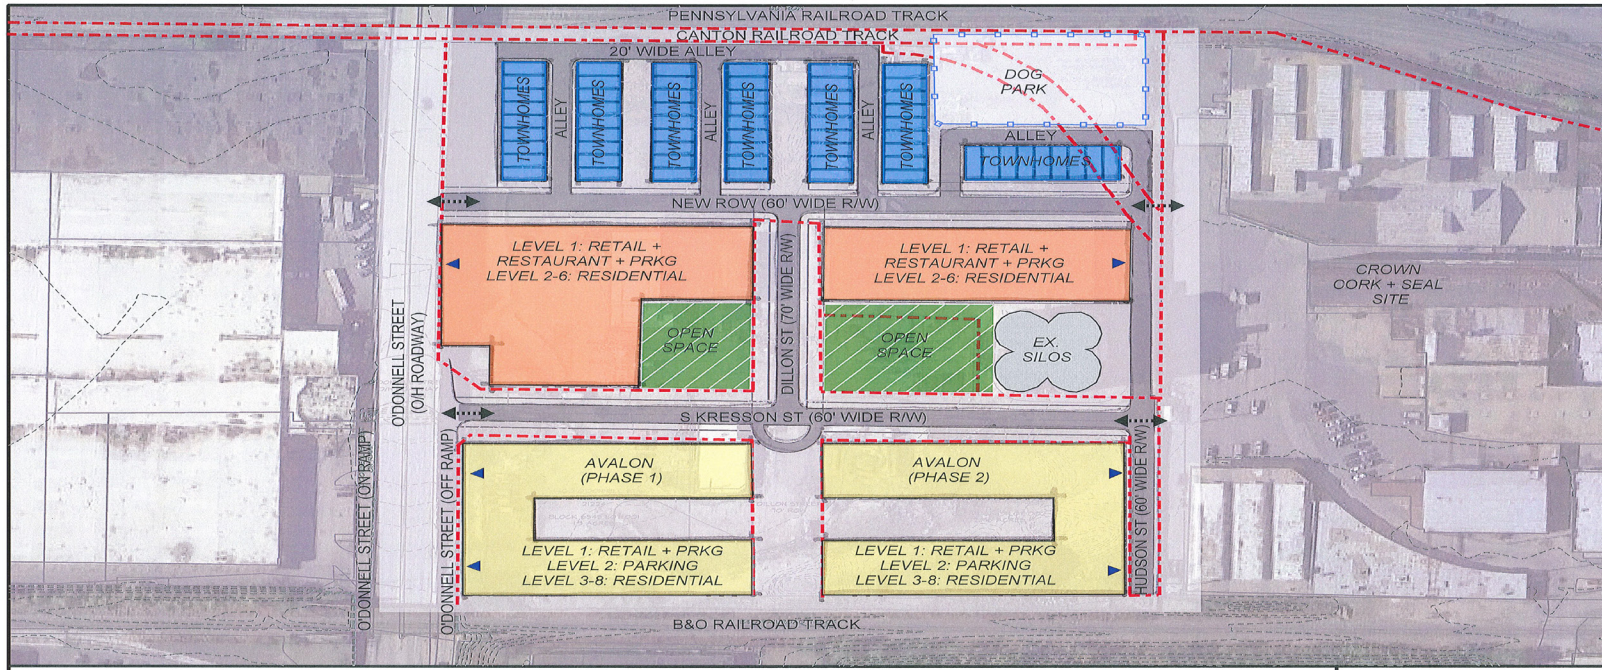 PENNSYLVANIA RAILROAD TRACK
CANTON RAILROAD TRACK
20' WIDE ALLEY
DOG
PARK
TOWNHOMES
ALLEY
TOWNHOMES
TOWNHOMES
ALLEY
TOWNHOMES
TOWNHOMES
ALLEY
TOWNHOMES
ALLEY
TOWNHOMES
NEW ROW (60' WIDE R/W)
LEVEL 1: RETAIL +
RESTAURANT + PRKG
LEVEL 2-6: RESIDENTIAL
DILLON ST (70' WIDE R/W)
LEVEL 1: RETAIL +
RESTAURANT + PRKG
LEVEL 2-6: RESIDENTIAL
CROWN
CORK + SEAL
SITE
O'DONNELL STREET
(O/H ROADWAY)
OPEN
SPACE
OPEN
SPACE
EX.
SILOS
S KRESSON ST (60' WIDE R/W)
O'DONNELL STREET (ON RAMP)
O'DONNELL STREET (OFF RAMP)
AVALON
(PHASE 1)
LEVEL 1: RETAIL + PRKG
LEVEL 2: PARKING
LEVEL 3-8: RESIDENTIAL
AVALON
(PHASE 2)
LEVEL 1: RETAIL + PRKG
LEVEL 2: PARKING
LEVEL 3-8: RESIDENTIAL
HUDSON ST (60' WIDE R/W)
B&O RAILROAD TRACK